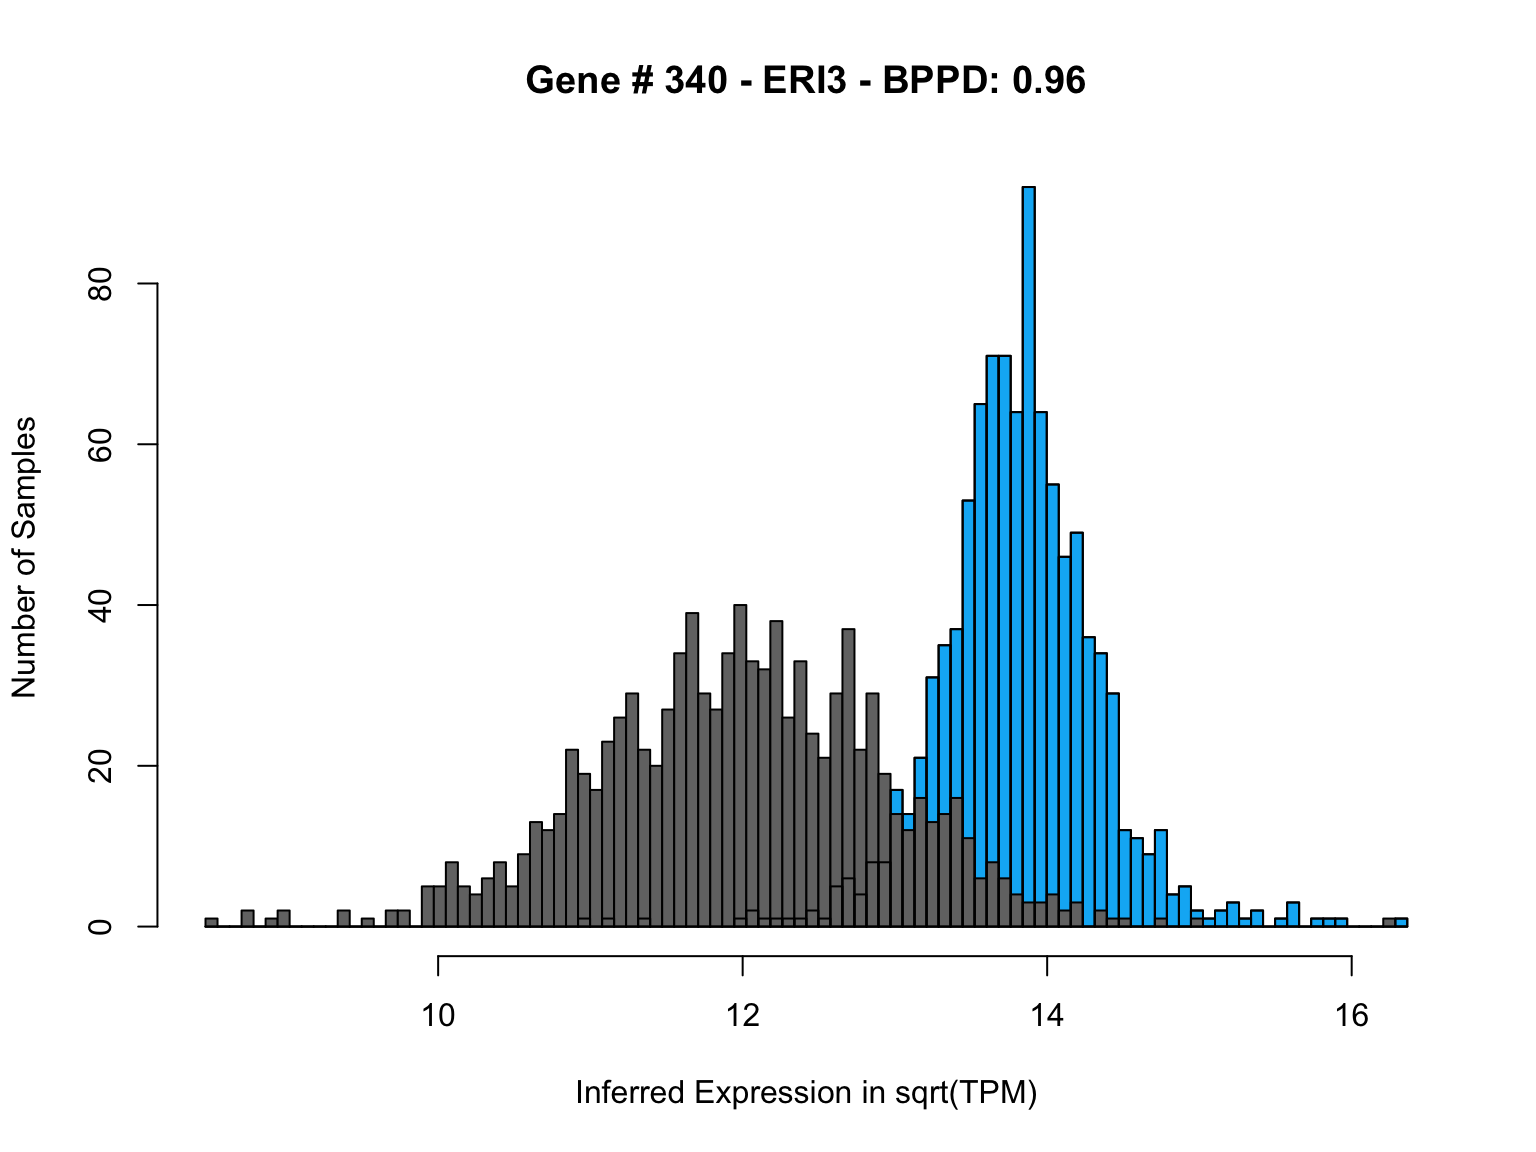 Gene # 340 - ERI3 - BPPD: 0.96
Number of Samples
80
60
40
20
0
10 12 14 16
Inferred Expression in sqrt(TPM)